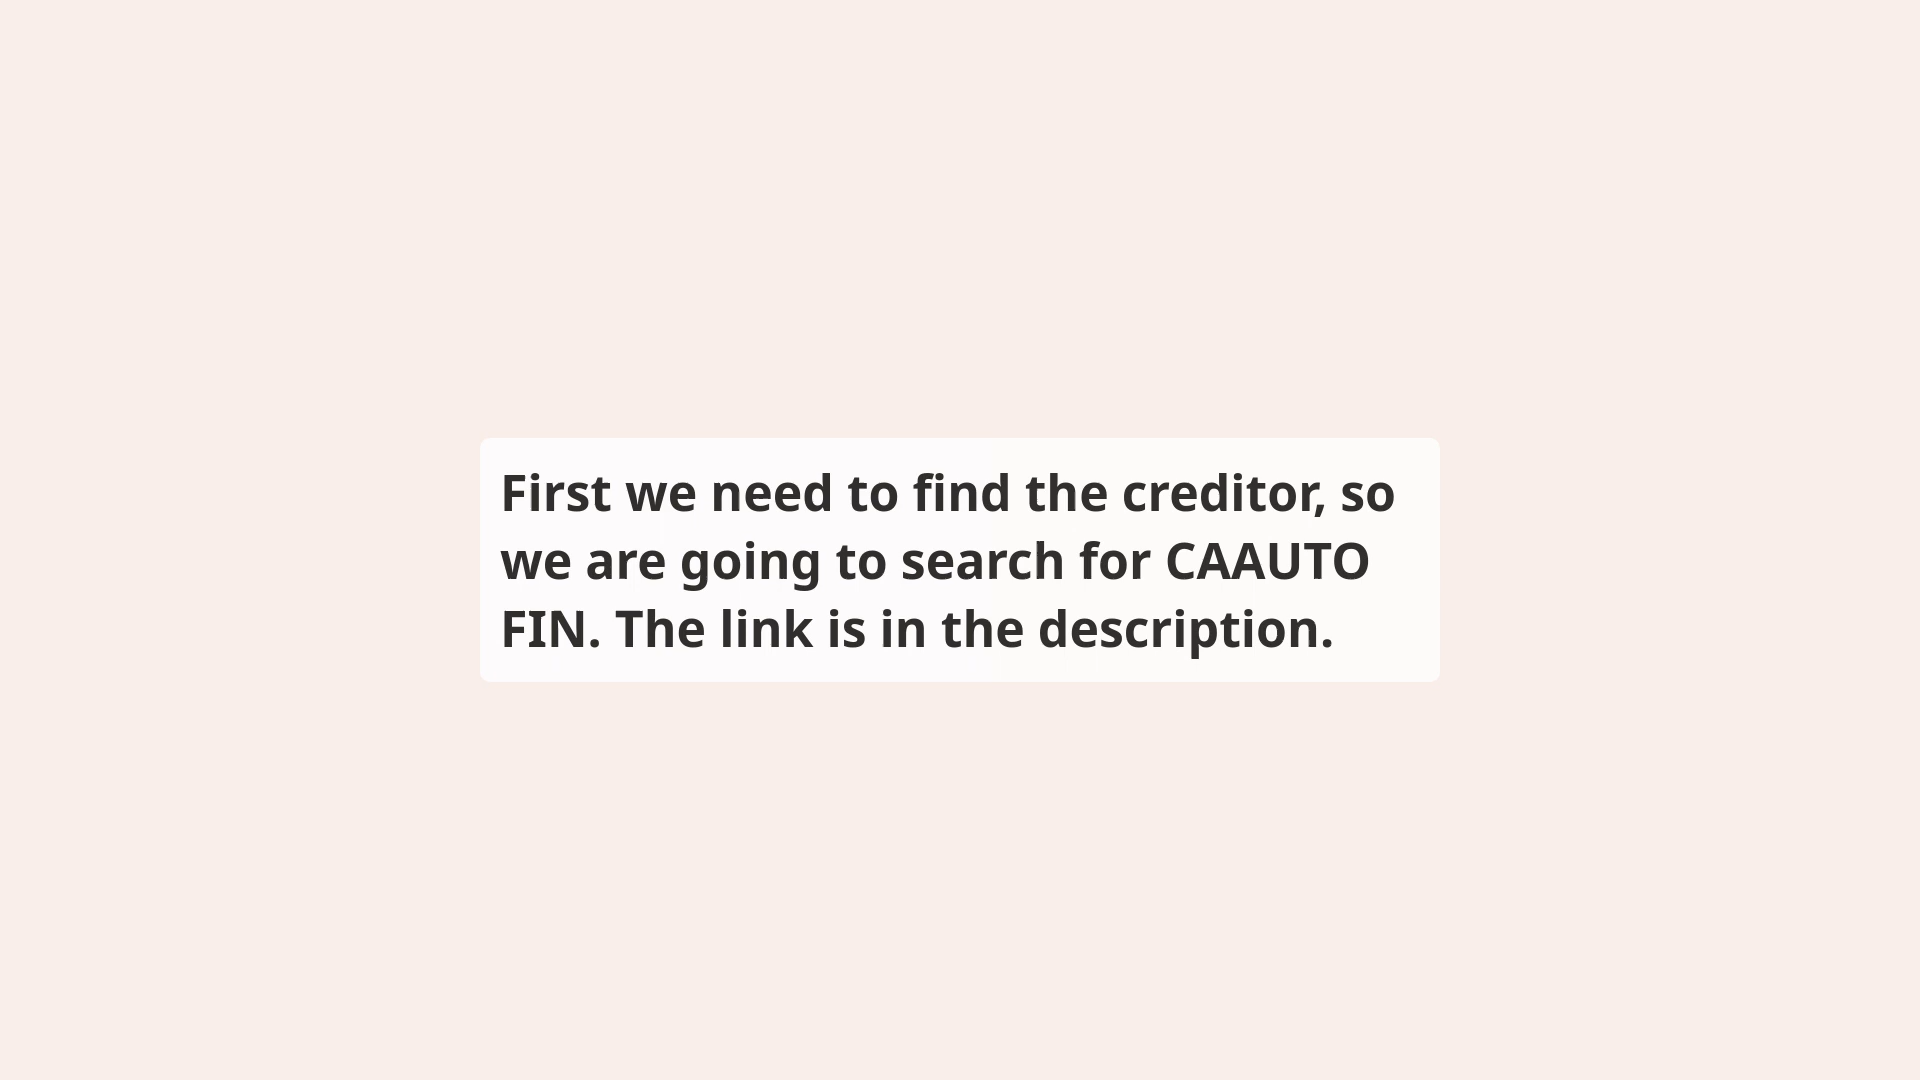 First we need to find the creditor, so
we are going to search for CAAUTO
FIN. The link is in the description.